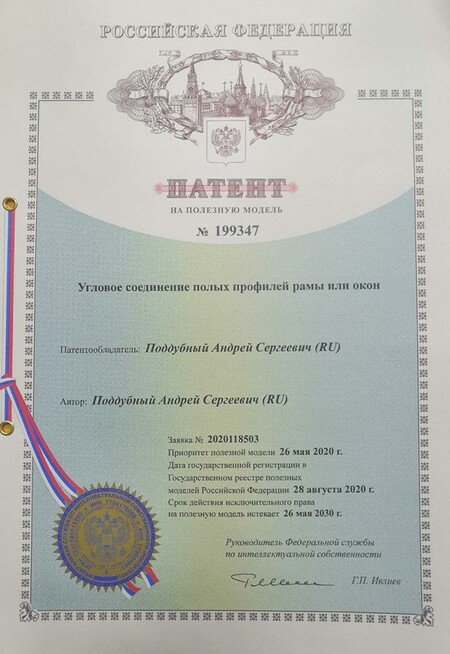 РОССИЙСКАЯ ФЕДЕРАЦИЯ
ПАТЕНТ
НА ПОЛЕЗНУЮ МОДЕЛЬ
№ 199347
Угловое соединение полых профилей рамы или окон
Патентообладатель: Поддубный Андрей Сергеевич (RU)
Автор: Поддубный Андрей Сергеевич (RU)
Заявка № 2020118503
Приоритет полезной модели 26 мая 2020 г.
Дата государственной регистрации в
Государственном реестре полезных
моделей Российской Федерации 28 августа 2020 г.
Срок действия исключительного права
на полезную модель истекает 26 мая 2030 г.
Руководитель Федеральной службы
по интеллектуальной собственности
Г.П. Ивлиев